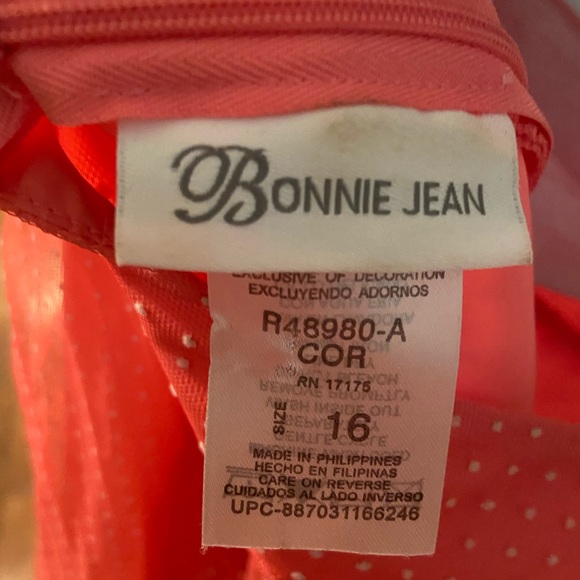 BONNIE JEAN
EXCLUSIVE OF DECORATION
EXCLUYENDO ADORNOS
R48980-A
COR
RN 17175
SIZE 16
MADE IN PHILIPPINES
HECHO EN FILIPINAS
CARE ON REVERSE
CUIDADOS AL LADO INVERSO
UPC-887031166246